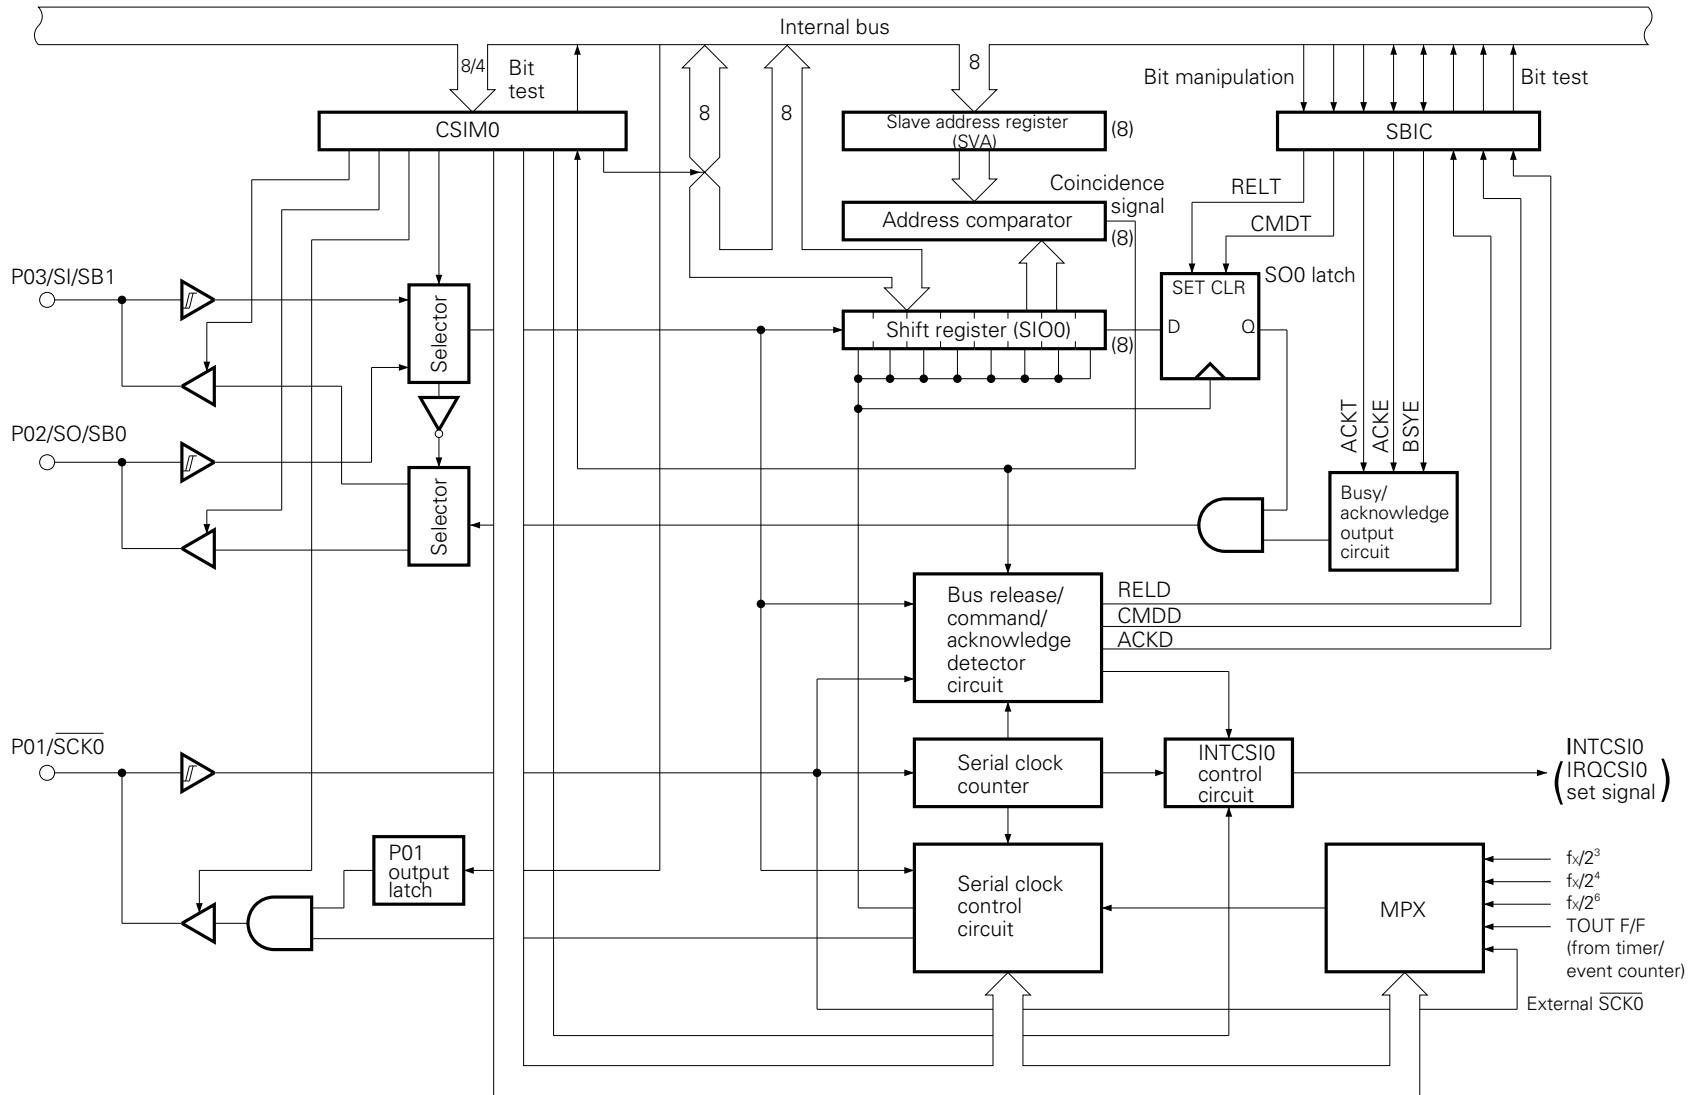 Internal bus
8/4
Bit
test
8
8
8
Bit manipulation
Bit test
CSIM0
Slave address register
(SVA)
(8)
SBIC
Coincidence
signal
RELT
Address comparator
(8)
CMDT
P03/SI/SB1
SO0 latch
SET CLR
Selector
Shift register (SIO0)
(8)
D
Q
ACKT
ACKE
BSYE
P02/SO/SB0
Selector
Busy/
acknowledge
output
circuit
Bus release/
command/
acknowledge
detector
circuit
RELD
CMDD
ACKD
P01/SCK0
Serial clock
counter
INTCSI0
control
circuit
INTCSI0
(IRQCSI0
set signal)
P01
output
latch
Serial clock
control
circuit
MPX
fX/2³
fX/2⁴
fX/2⁶
TOUT F/F
(from timer/
event counter)
External SCK0